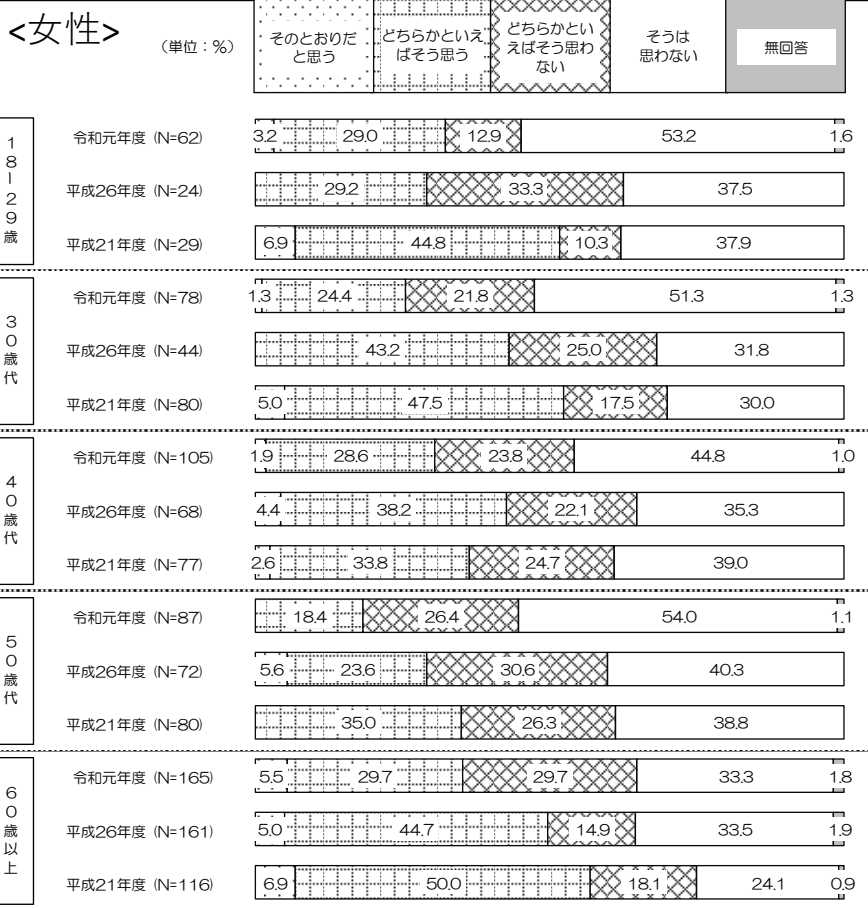 <女性>
（単位：%）
そのとおりだ
と思う
どちらかといえ
ばそう思う
どちらかとい
えばそう思わ
ない
そうは
思わない
無回答
18ー29歳
令和元年度 (N=62)
3.2 29.0 12.9 53.2 1.6
平成26年度 (N=24)
29.2 33.3 37.5
平成21年度 (N=29)
6.9 44.8 10.3 37.9
30歳代
令和元年度 (N=78)
1.3 24.4 21.8 51.3 1.3
平成26年度 (N=44)
43.2 25.0 31.8
平成21年度 (N=80)
5.0 47.5 17.5 30.0
40歳代
令和元年度 (N=105)
1.9 28.6 23.8 44.8 1.0
平成26年度 (N=68)
4.4 38.2 22.1 35.3
平成21年度 (N=77)
2.6 33.8 24.7 39.0
50歳代
令和元年度 (N=87)
18.4 26.4 54.0 1.1
平成26年度 (N=72)
5.6 23.6 30.6 40.3
平成21年度 (N=80)
35.0 26.3 38.8
60歳以上
令和元年度 (N=165)
5.5 29.7 29.7 33.3 1.8
平成26年度 (N=161)
5.0 44.7 14.9 33.5 1.9
平成21年度 (N=116)
6.9 50.0 18.1 24.1 0.9